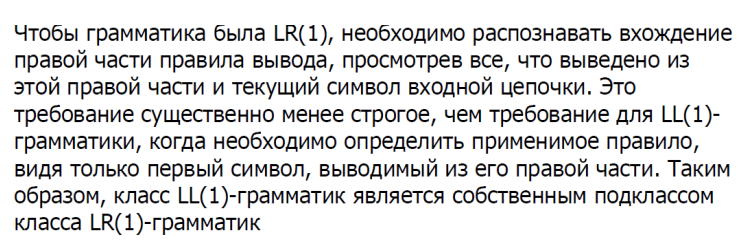 Чтобы грамматика была LR(1), необходимо распознавать вхождение
правой части правила вывода, просмотрев все, что выведено из
этой правой части и текущий символ входной цепочки. Это
требование существенно менее строгое, чем требование для LL(1)-
грамматики, когда необходимо определить применимое правило,
видя только первый символ, выводимый из его правой части. Таким
образом, класс LL(1)-грамматик является собственным подклассом
класса LR(1)-грамматик